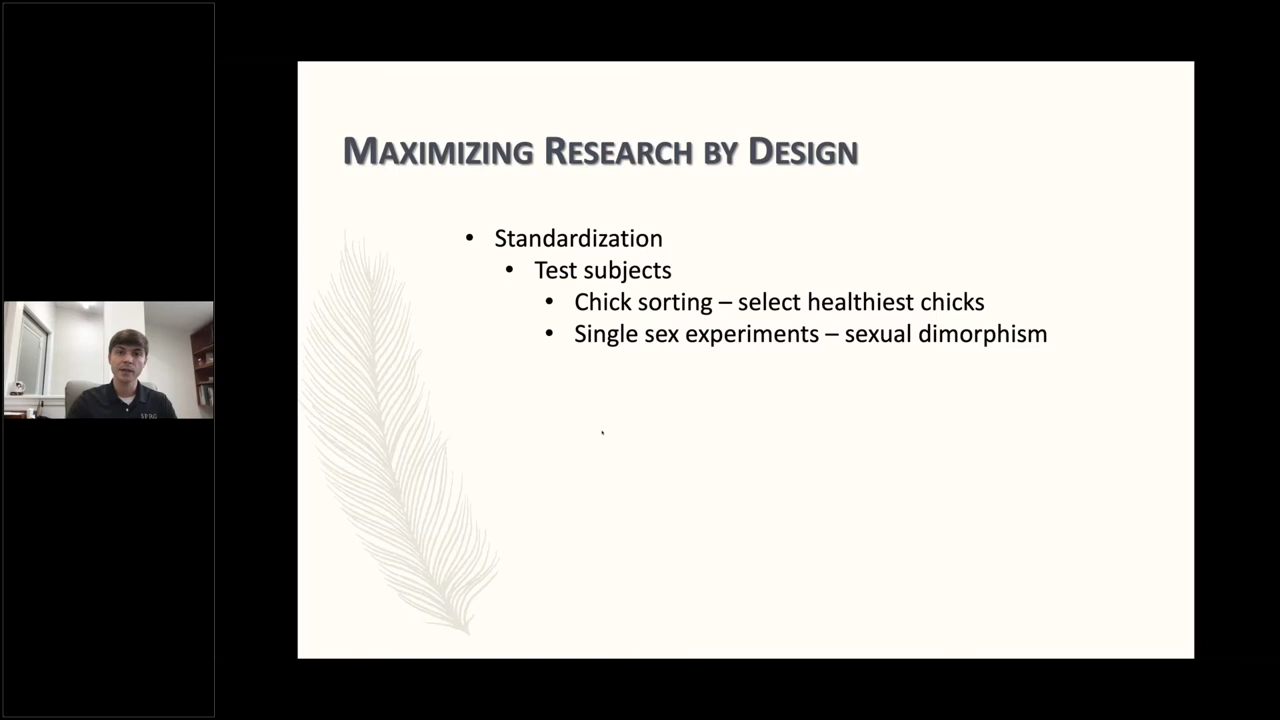 MAXIMIZING RESEARCH BY DESIGN
• Standardization
• Test subjects
• Chick sorting – select healthiest chicks
• Single sex experiments – sexual dimorphism